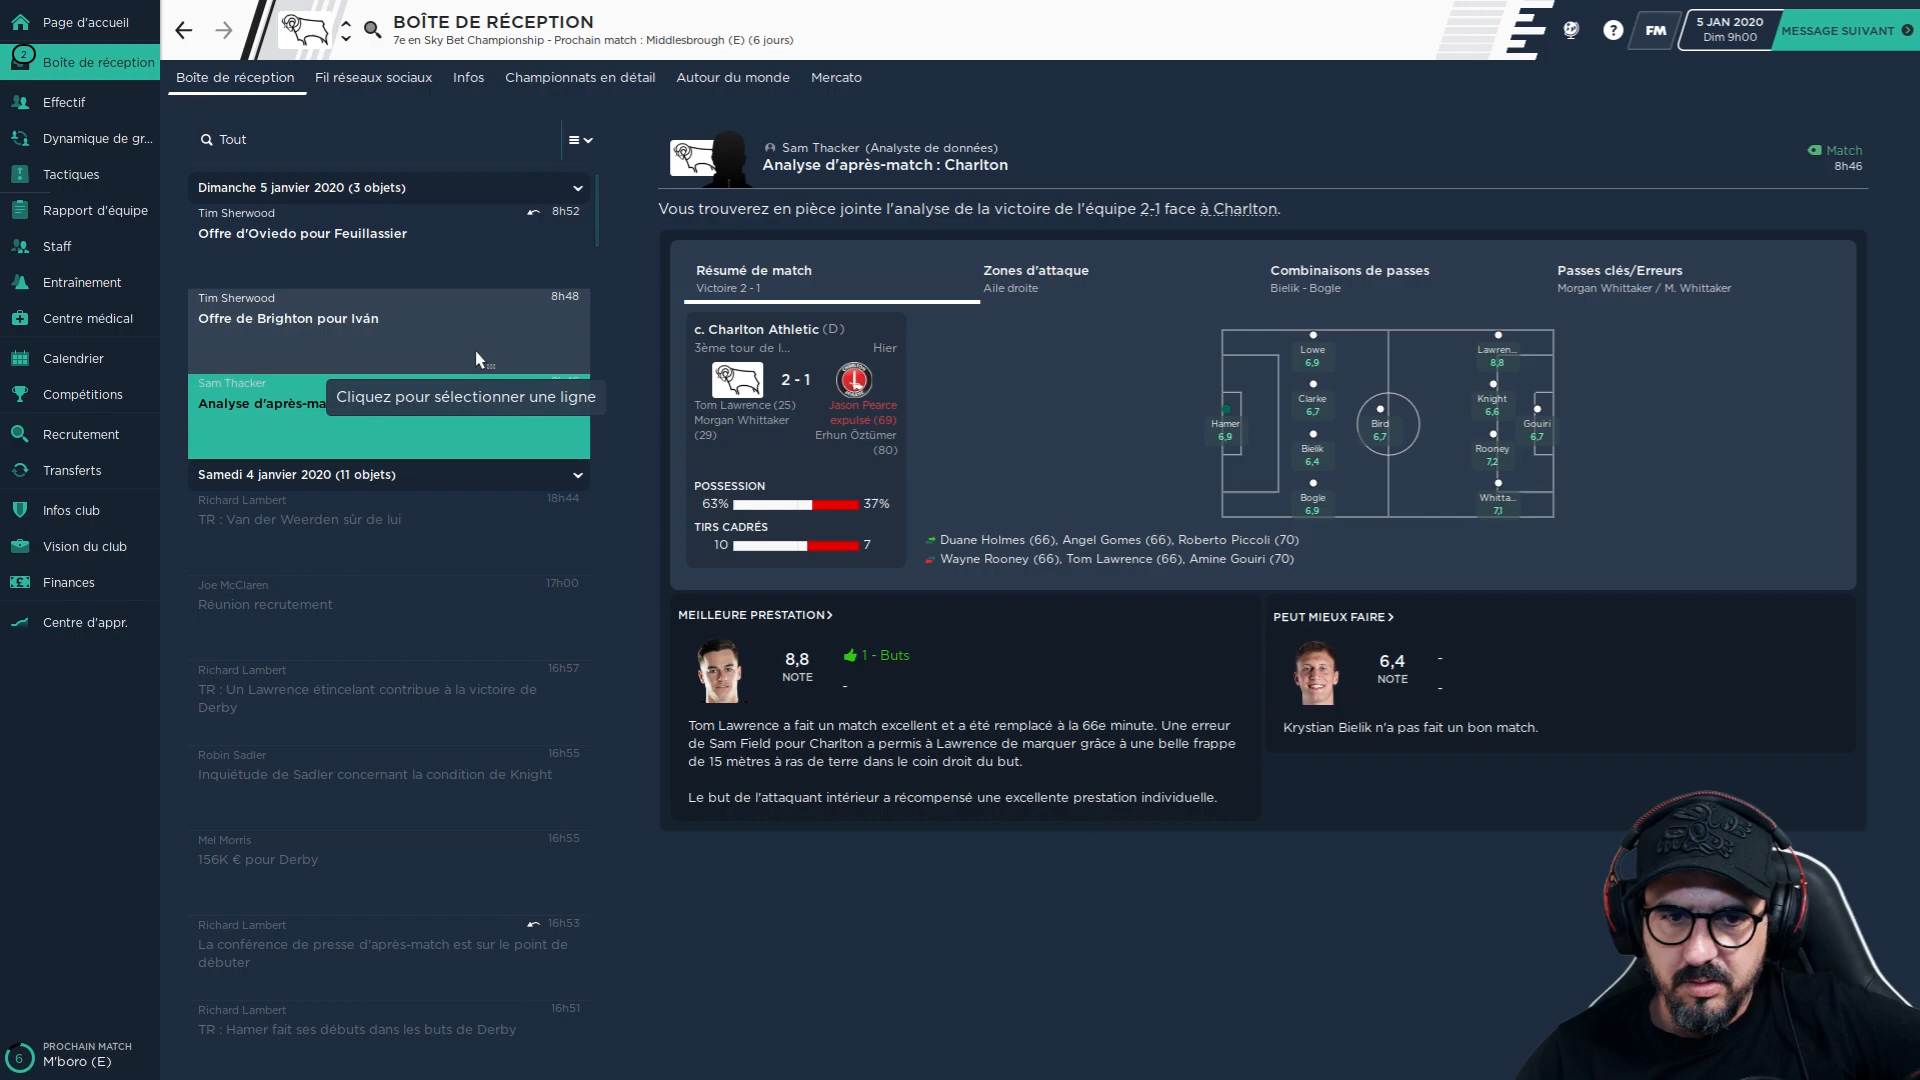 Page d'accueil
2
Boîte de réception
Effectif
Dynamique de gr...
Tactiques
Rapport d'équipe
Staff
Entraînement
Centre médical
Calendrier
Compétitions
Recrutement
Transferts
Infos club
Vision du club
Finances
Centre d'appr.
6
PROCHAIN MATCH
M'boro (E)
BOÎTE DE RÉCEPTION
7e en Sky Bet Championship - Prochain match : Middlesbrough (E) (6 jours)
?
FM
5 JAN 2020
Dim 9h00
MESSAGE SUIVANT
Boîte de réception
Fil réseaux sociaux
Infos
Championnats en détail
Autour du monde
Mercato
Tout
Dimanche 5 janvier 2020 (3 objets)
Tim Sherwood 8h52
Offre d'Oviedo pour Feuillassier
Tim Sherwood 8h48
Offre de Brighton pour Iván
Sam Thacker
Analyse d'après-ma
Cliquez pour sélectionner une ligne
Samedi 4 janvier 2020 (11 objets)
Richard Lambert 18h44
TR : Van der Weerden sûr de lui
Joe McClaren 17h00
Réunion recrutement
Richard Lambert 16h57
TR : Un Lawrence étincelant contribue à la victoire de
Derby
Robin Sadler 16h55
Inquiétude de Sadler concernant la condition de Knight
Mel Morris 16h55
156K € pour Derby
Richard Lambert 16h53
La conférence de presse d'après-match est sur le point de
débuter
Richard Lambert 16h51
TR : Hamer fait ses débuts dans les buts de Derby
Sam Thacker (Analyste de données)
Analyse d'après-match : Charlton
Match
8h46
Vous trouverez en pièce jointe l'analyse de la victoire de l'équipe 2-1 face à Charlton.
Résumé de match
Victoire 2 - 1
Zones d'attaque
Aile droite
Combinaisons de passes
Bielik - Bogle
Passes clés/Erreurs
Morgan Whittaker / M. Whittaker
c. Charlton Athletic (D)
3ème tour de l... Hier
2 - 1
Tom Lawrence (25)
Morgan Whittaker
(29)
Jason Pearce
expulsé (69)
Erhun Öztümer
(80)
POSSESSION
63% 37%
TIRS CADRÉS
10 7
Lowe
6,9
Lawren...
8,8
Clarke
6,7
Knight
6,6
Hamer
6,9
Bird
6,7
Gouiri
6,7
Bielik
6,4
Rooney
7,2
Bogle
6,9
Whitta...
7,1
Duane Holmes (66), Angel Gomes (66), Roberto Piccoli (70)
Wayne Rooney (66), Tom Lawrence (66), Amine Gouiri (70)
MEILLEURE PRESTATION
8,8
NOTE
1 - Buts
-
Tom Lawrence a fait un match excellent et a été remplacé à la 66e minute. Une erreur
de Sam Field pour Charlton a permis à Lawrence de marquer grâce à une belle frappe
de 15 mètres à ras de terre dans le coin droit du but.
Le but de l'attaquant intérieur a récompensé une excellente prestation individuelle.
PEUT MIEUX FAIRE
6,4
NOTE
-
-
Krystian Bielik n'a pas fait un bon match.